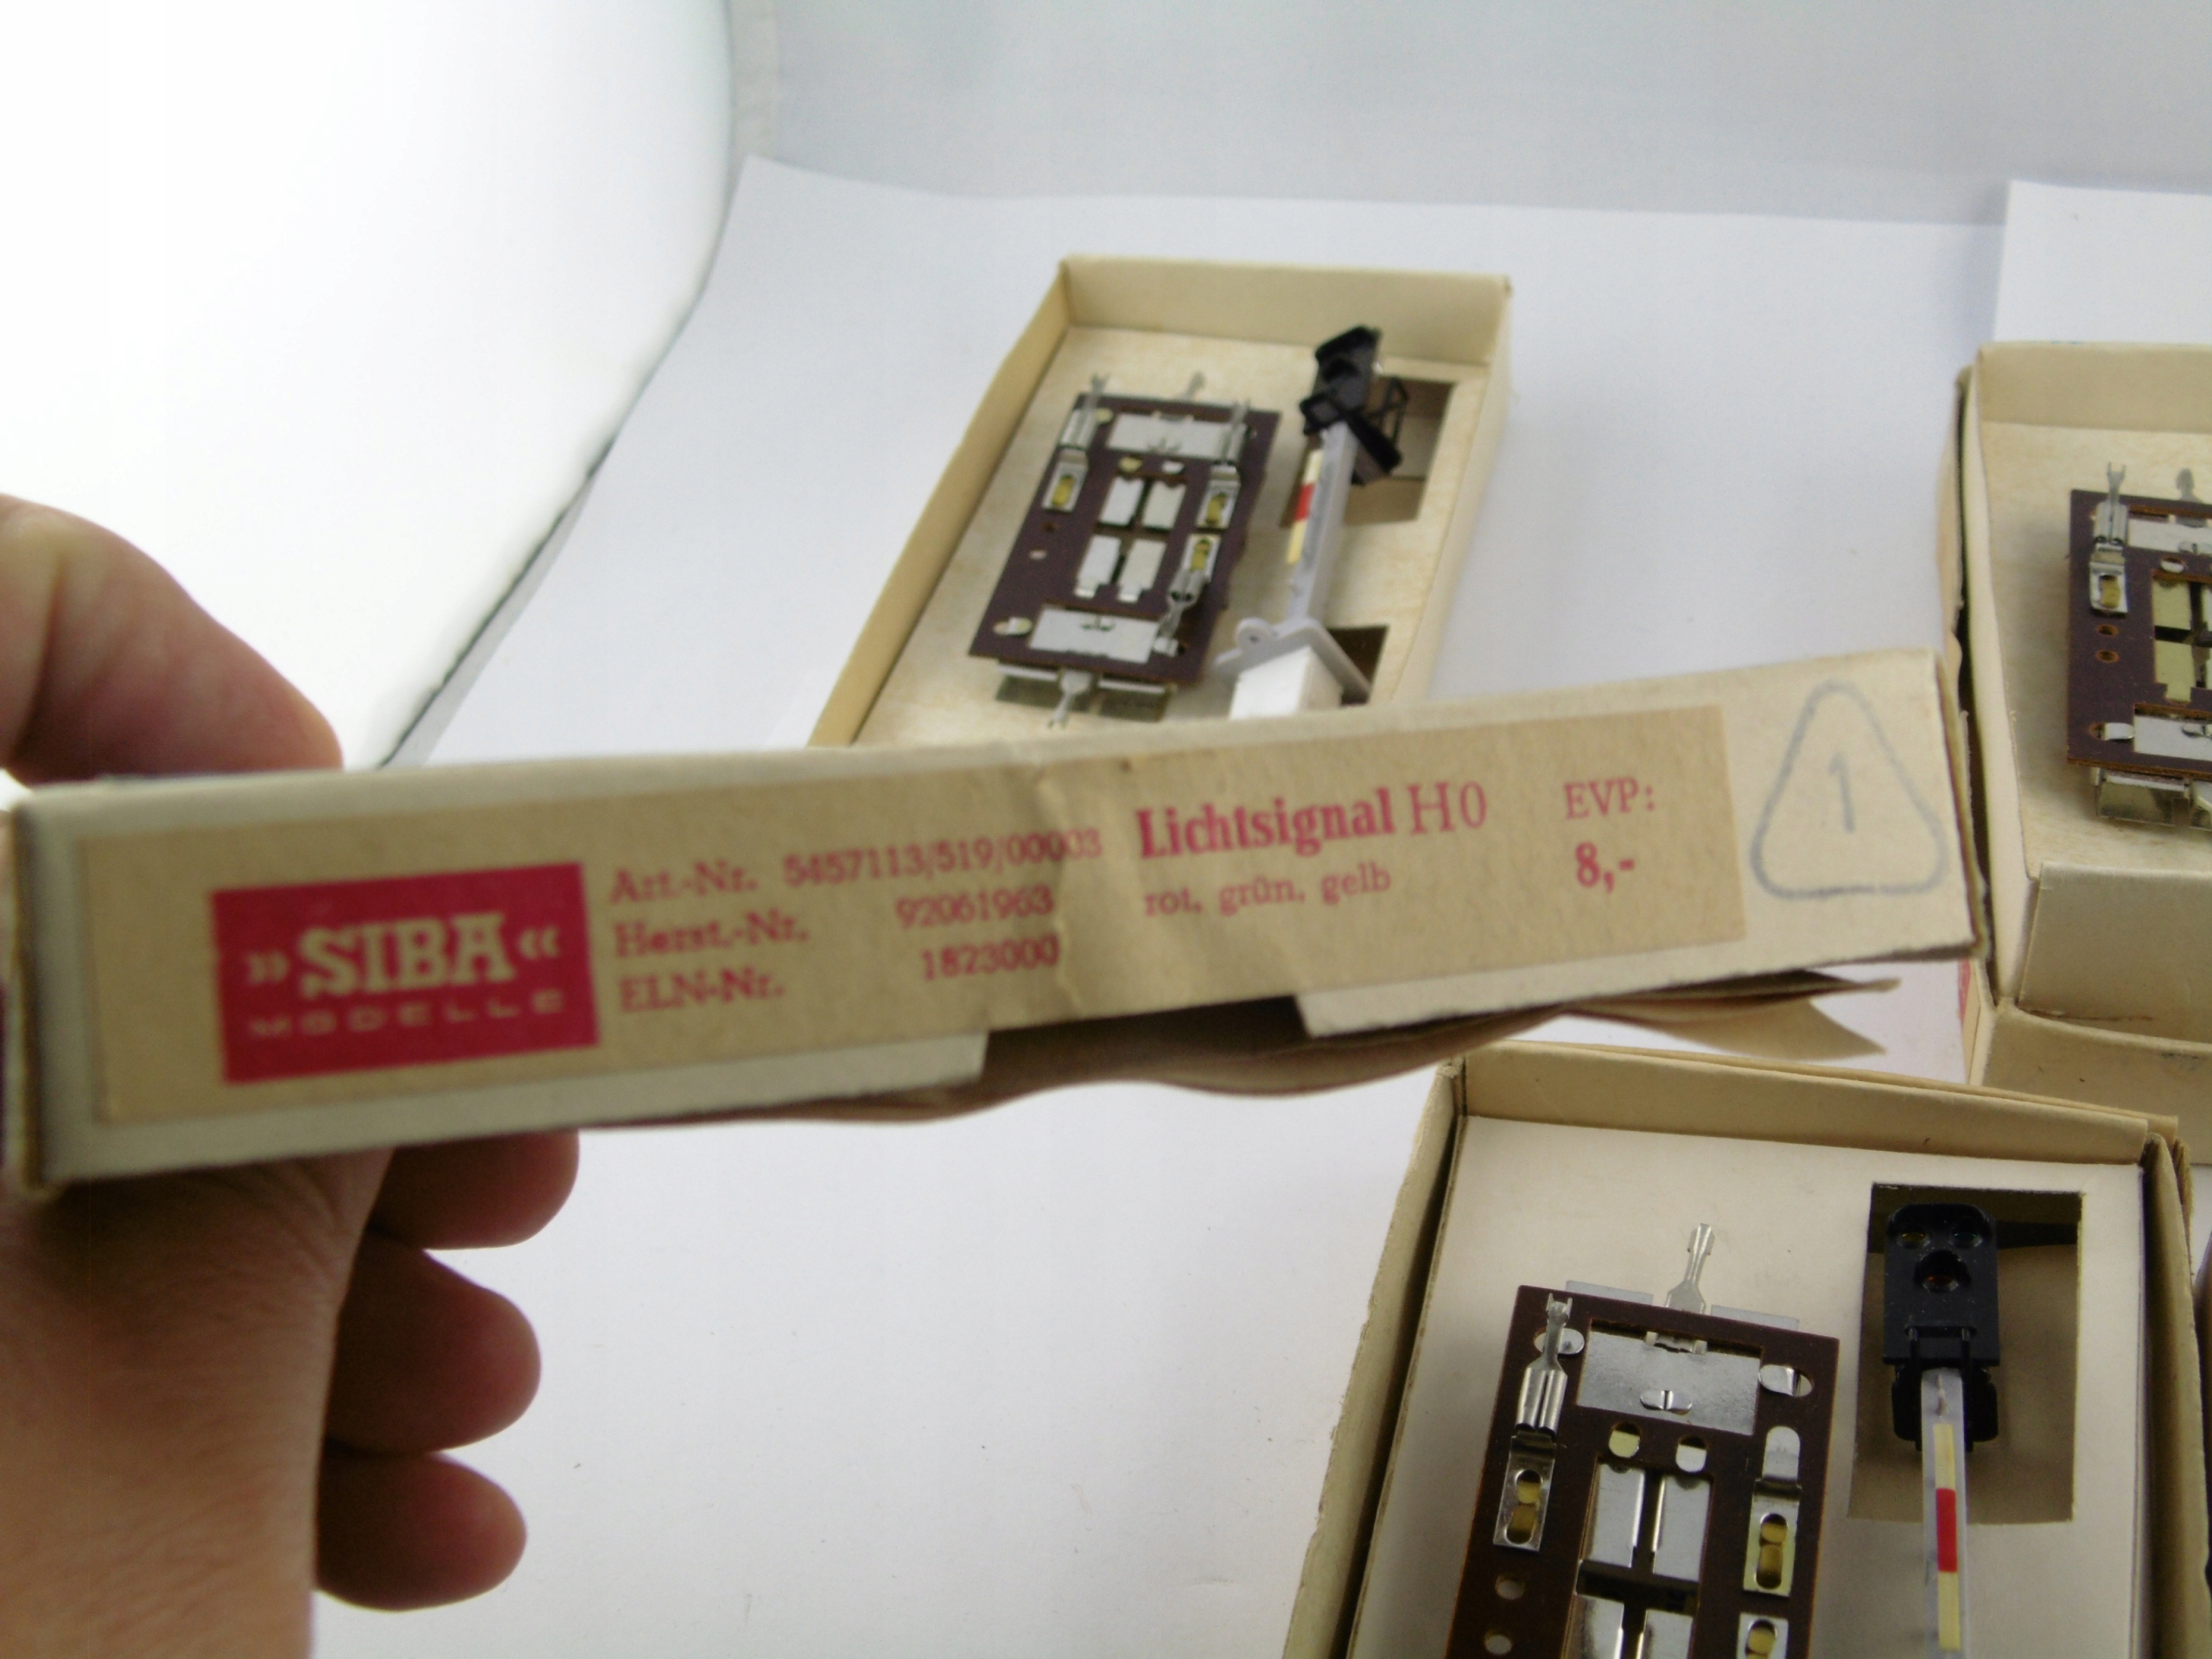 »SIBA«
MODELLE
Art.-Nr. 5457113/519/00003
Herst.-Nr. 92061963
ELN-Nr. 1823000
Lichtsignal H0
rot, grün, gelb
EVP:
8,-
1